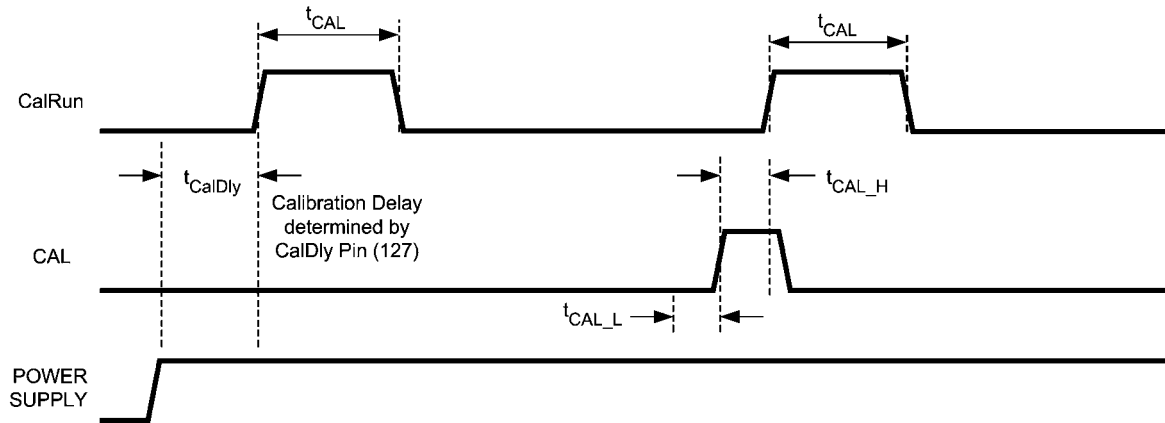 tCAL
tCAL
CalRun
tCalDly
tCAL_H
Calibration Delay
determined by
CalDly Pin (127)
CAL
tCAL_L
POWER
SUPPLY